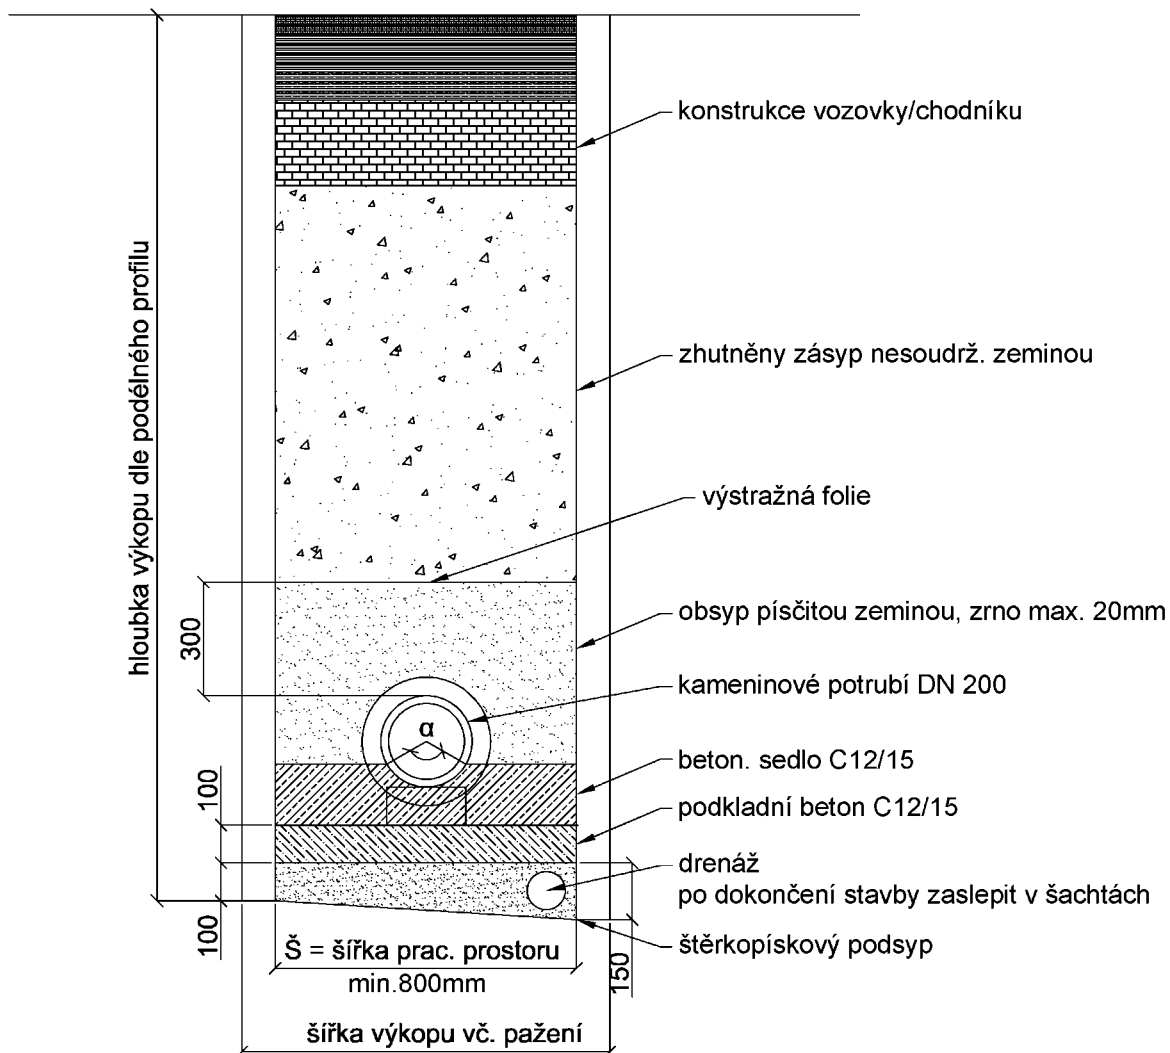 konstrukce vozovky/chodníku
hloubka výkopu dle podélného profilu
zhutněny zásyp nesoudrž. zeminou
výstražná folie
300
obsyp písčitou zeminou, zrno max. 20mm
kameninové potrubí DN 200
α
beton. sedlo C12/15
100
podkladní beton C12/15
drenáž
po dokončení stavby zaslepit v šachtách
100
štěrkopískový podsyp
Š = šířka prac. prostoru
min.800mm
150
šířka výkopu vč. pažení